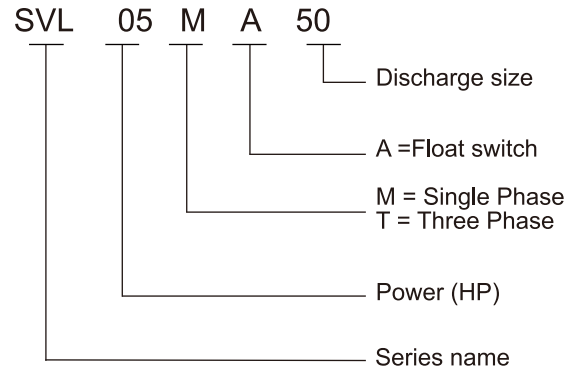 SVL 05 M A 50
Discharge size
A =Float switch
M = Single Phase
T = Three Phase
Power (HP)
Series name